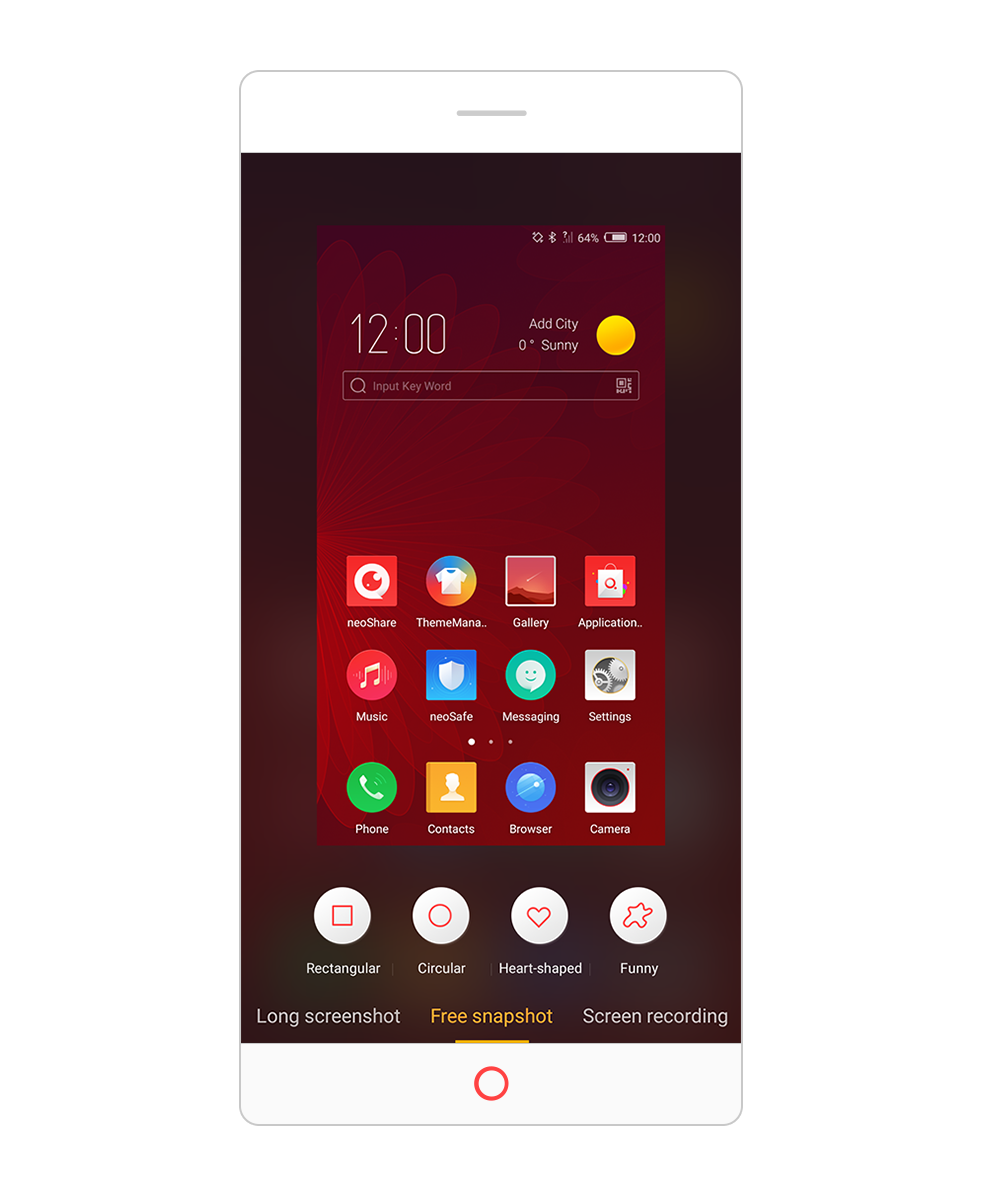 64% 12:00
12:00
Add City
0° Sunny
Input Key Word
neoShare ThemeMana.. Gallery Application..
Music neoSafe Messaging Settings
Phone Contacts Browser Camera
Rectangular Circular Heart-shaped Funny
Long screenshot Free snapshot Screen recording